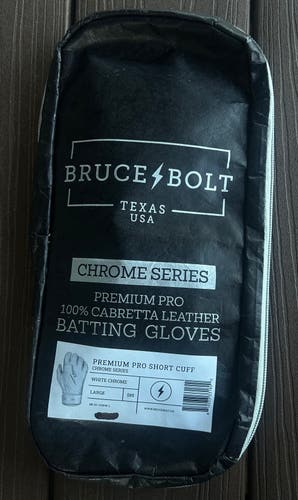 BRUCE BOLT
TEXAS
USA
CHROME SERIES
PREMIUM PRO
100% CABRETTA LEATHER
BATTING GLOVES
PREMIUM PRO SHORT CUFF
CHROME SERIES
WHITE CHROME
LARGE